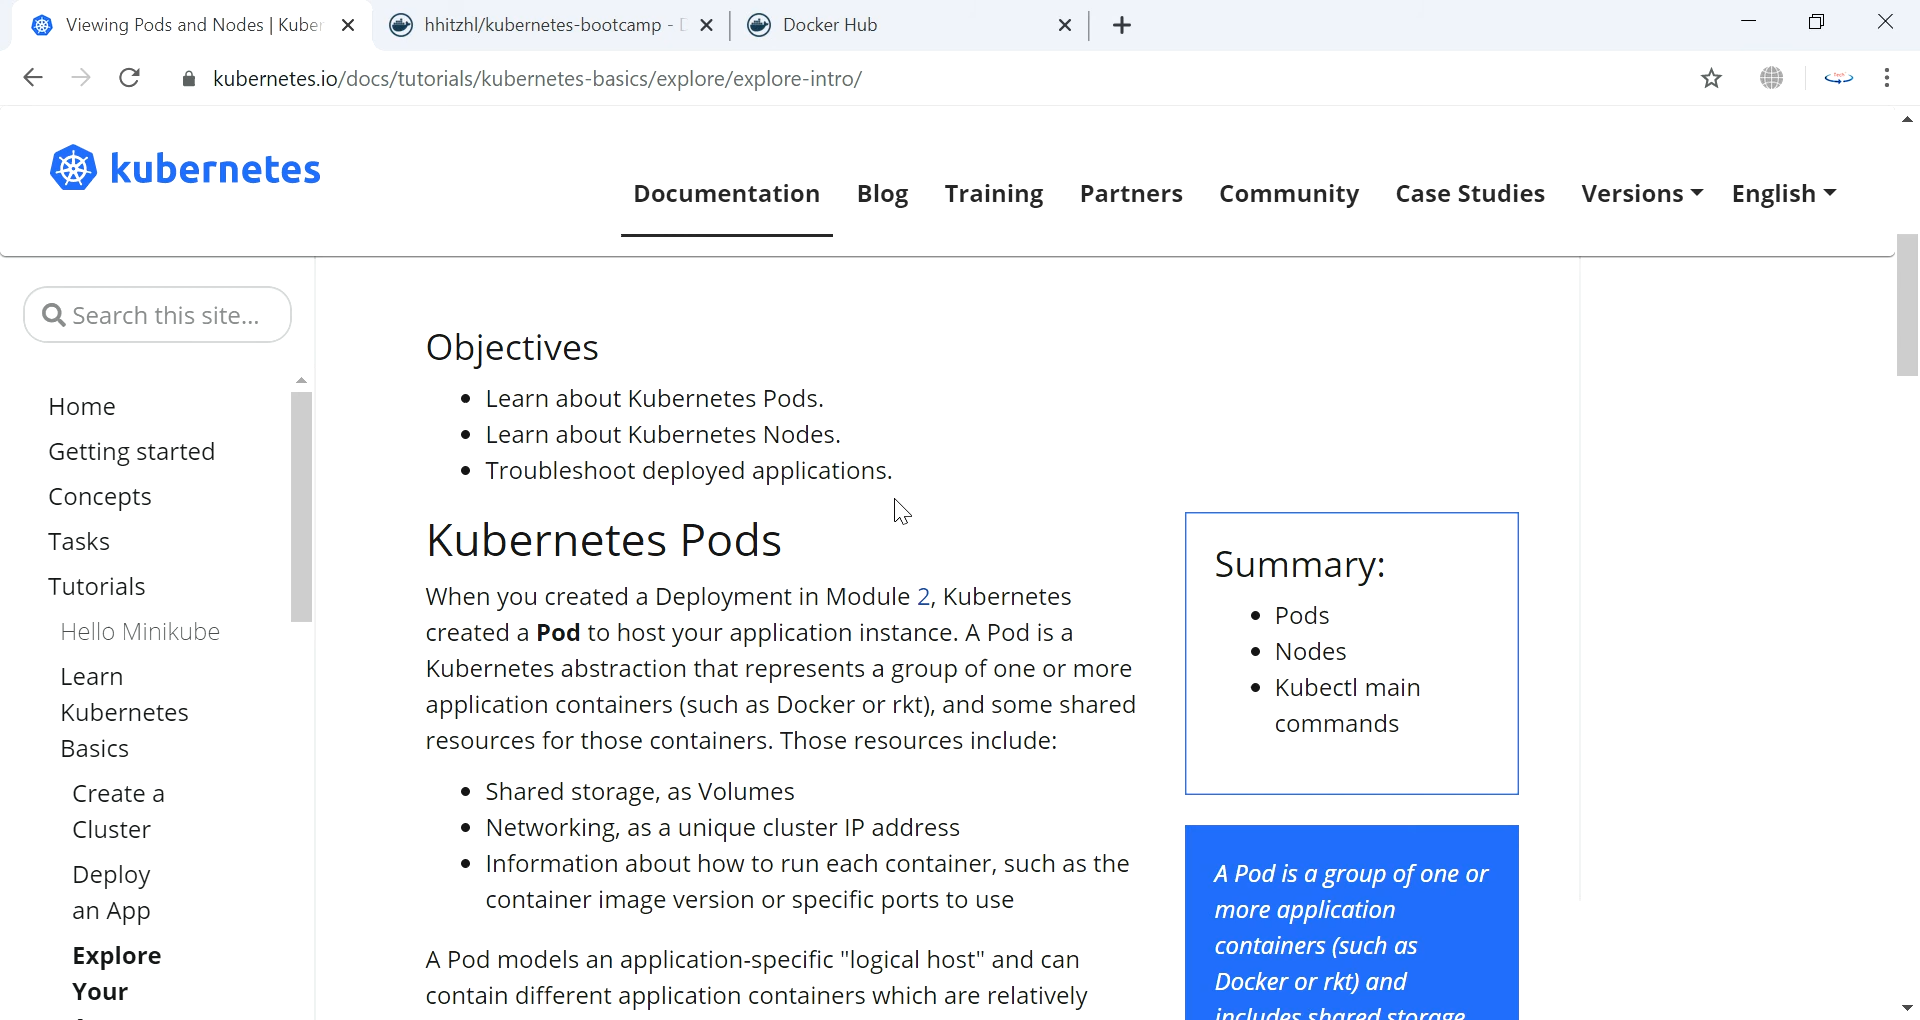 Viewing Pods and Nodes | Kuber
hhitzhl/kubernetes-bootcamp -
Docker Hub
kubernetes.io/docs/tutorials/kubernetes-basics/explore/explore-intro/
kubernetes
Documentation Blog Training Partners Community Case Studies Versions English
Search this site...
Home
Getting started
Concepts
Tasks
Tutorials
Hello Minikube
Learn
Kubernetes
Basics
Create a
Cluster
Deploy
an App
Explore
Your
Objectives
• Learn about Kubernetes Pods.
• Learn about Kubernetes Nodes.
• Troubleshoot deployed applications.
Kubernetes Pods
When you created a Deployment in Module 2, Kubernetes
created a Pod to host your application instance. A Pod is a
Kubernetes abstraction that represents a group of one or more
application containers (such as Docker or rkt), and some shared
resources for those containers. Those resources include:
• Shared storage, as Volumes
• Networking, as a unique cluster IP address
• Information about how to run each container, such as the
container image version or specific ports to use
A Pod models an application-specific "logical host" and can
contain different application containers which are relatively
Summary:
• Pods
• Nodes
• Kubectl main
commands
A Pod is a group of one or
more application
containers (such as
Docker or rkt) and
includes shared storage